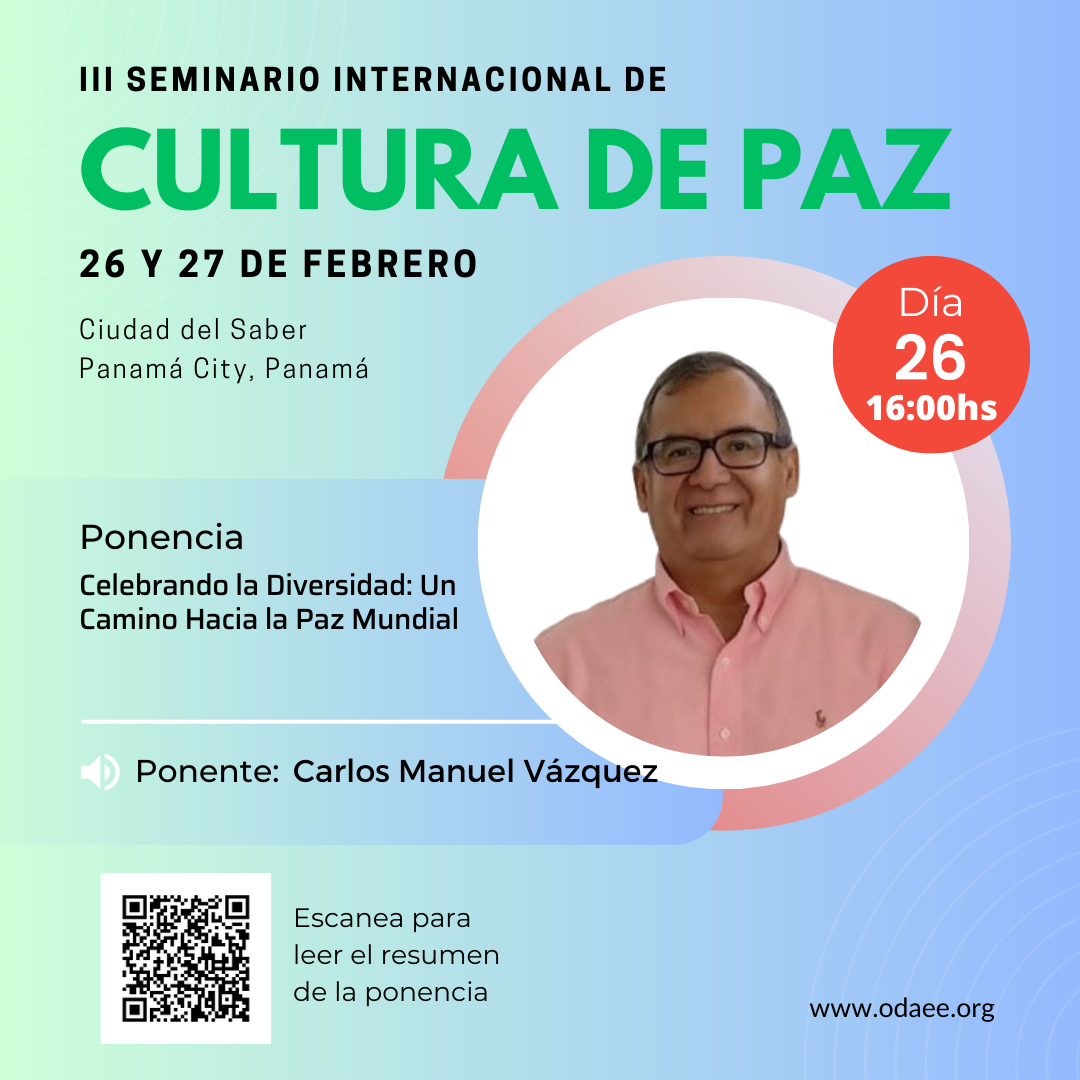 III SEMINARIO INTERNACIONAL DE
CULTURA DE PAZ
26 Y 27 DE FEBRERO
Ciudad del Saber
Panamá City, Panamá
Día
26
16:00hs
Ponencia
Celebrando la Diversidad: Un
Camino Hacia la Paz Mundial
Ponente: Carlos Manuel Vázquez
Escanea para
leer el resumen
de la ponencia
www.odaee.org